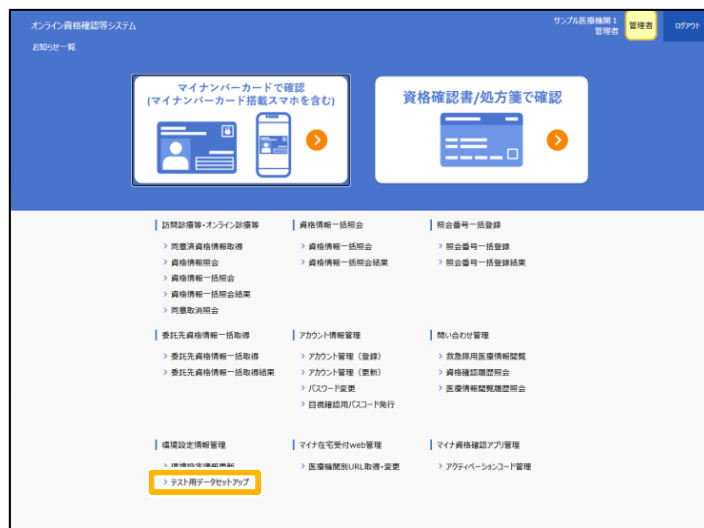 オンライン資格確認等システム
サンプル医療機関１
管理者
管理者
ログアウト
お知らせ一覧
マイナンバーカードで確認
(マイナンバーカード搭載スマホを含む)
資格確認書/処方箋で確認
訪問診療等・オンライン診療等
同意済資格情報取得
資格情報照会
資格情報一括照会
資格情報一括照会結果
同意取消照会
資格情報一括照会
資格情報一括照会
資格情報一括照会結果
照会番号一括登録
照会番号一括登録
照会番号一括登録結果
委託先資格情報一括取得
委託先資格情報一括取得
委託先資格情報一括取得結果
アカウント情報管理
アカウント管理（登録）
アカウント管理（更新）
パスワード変更
目視確認用パスコード発行
問い合わせ管理
救急隊用医療情報閲覧
資格確認履歴照会
医療情報閲覧履歴照会
環境設定情報管理
環境設定情報更新
テスト用データセットアップ
マイナ在宅受付web管理
医療機関別URL取得・変更
マイナ資格確認アプリ管理
アクティベーションコード管理